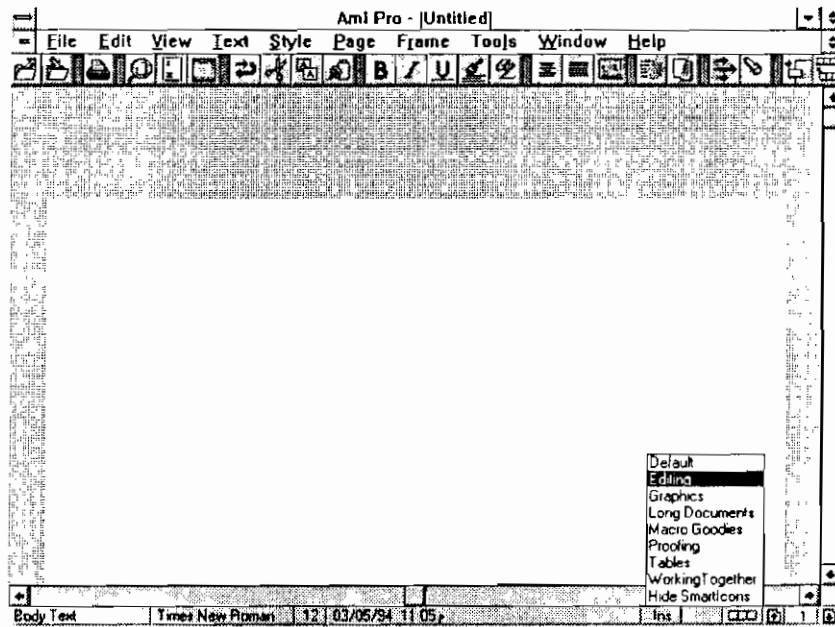 Ami Pro - [Untitled]
File Edit View Text Style Page Frame Tools Window Help
B I U
Default
Editing
Graphics
Long Documents
Macro Goodies
Proofing
Tables
WorkingTogether
Hide SmartIcons
Body Text Times New Roman 12 03/05/94 11:05p Ins 1